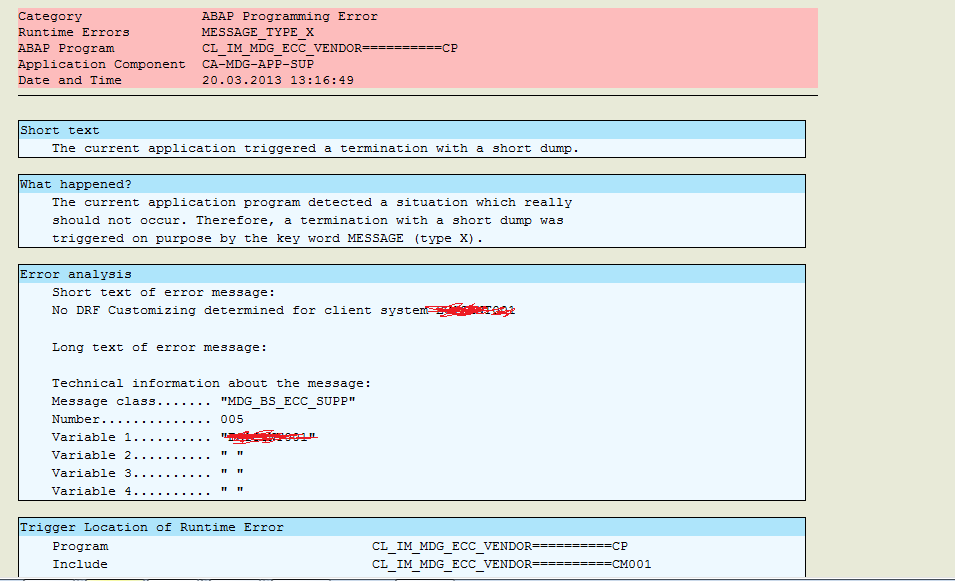 Category ABAP Programming Error
Runtime Errors MESSAGE_TYPE_X
ABAP Program CL_IM_MDG_ECC_VENDOR==========CP
Application Component CA-MDG-APP-SUP
Date and Time 20.03.2013 13:16:49
Short text
The current application triggered a termination with a short dump.
What happened?
The current application program detected a situation which really
should not occur. Therefore, a termination with a short dump was
triggered on purpose by the key word MESSAGE (type X).
Error analysis
Short text of error message:
No DRF Customizing determined for client system
Long text of error message:
Technical information about the message:
Message class....... "MDG_BS_ECC_SUPP"
Number.............. 005
Variable 1..........
Variable 2.......... " "
Variable 3.......... " "
Variable 4.......... " "
Trigger Location of Runtime Error
Program CL_IM_MDG_ECC_VENDOR==========CP
Include CL_IM_MDG_ECC_VENDOR==========CM001